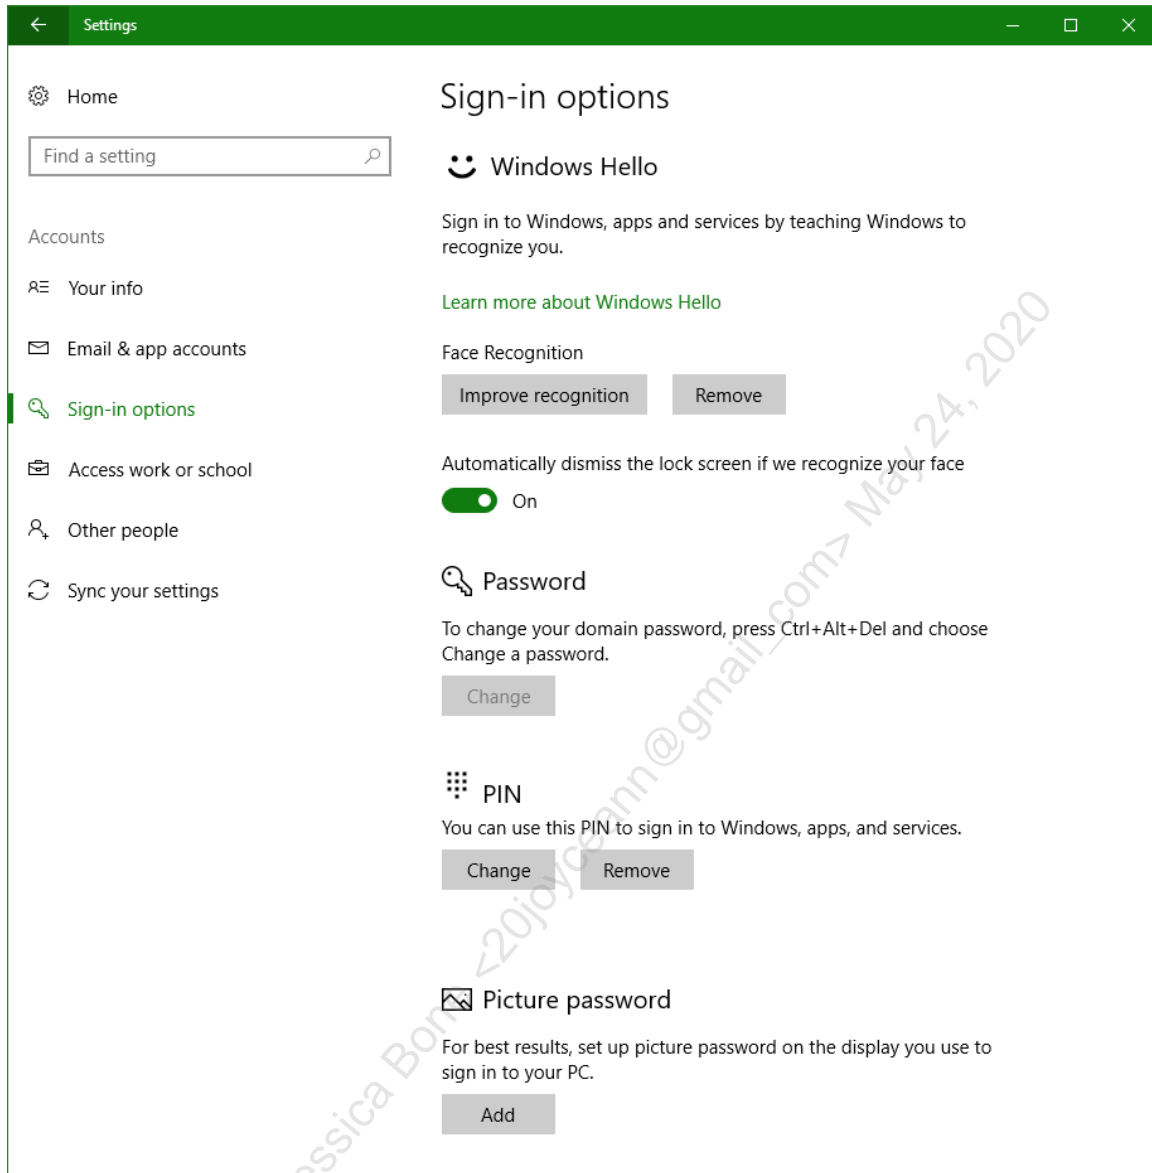 Settings
Home
Find a setting
Accounts
Your info
Email & app accounts
Sign-in options
Access work or school
Other people
Sync your settings
Sign-in options
Windows Hello
Sign in to Windows, apps and services by teaching Windows to
recognize you.
Learn more about Windows Hello
Face Recognition
Improve recognition
Remove
Automatically dismiss the lock screen if we recognize your face
On
Password
To change your domain password, press Ctrl+Alt+Del and choose
Change a password.
Change
PIN
You can use this PIN to sign in to Windows, apps, and services.
Change
Remove
Picture password
For best results, set up picture password on the display you use to
sign in to your PC.
Add
<20joyceann@gmail_com> May 24, 2020